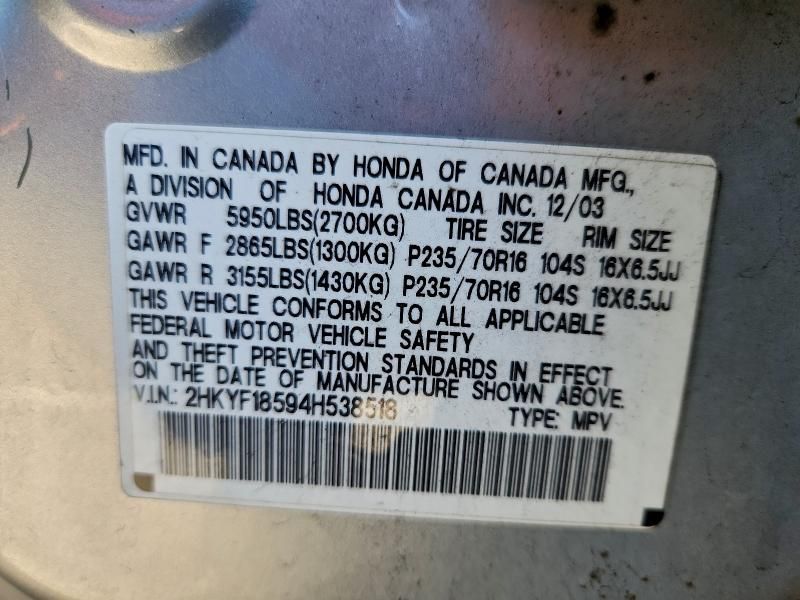 MFD. IN CANADA BY HONDA OF CANADA MFG.,
A DIVISION OF HONDA CANADA INC. 12/03
GVWR 5950LBS(2700KG) TIRE SIZE RIM SIZE
GAWR F 2865LBS(1300KG) P235/70R16 104S 16X6.5JJ
GAWR R 3155LBS(1430KG) P235/70R16 104S 16X6.5JJ
THIS VEHICLE CONFORMS TO ALL APPLICABLE
FEDERAL MOTOR VEHICLE SAFETY
AND THEFT PREVENTION STANDARDS IN EFFECT
ON THE DATE OF MANUFACTURE SHOWN ABOVE.
V.I.N.: 2HKYF18594H538518 TYPE: MPV